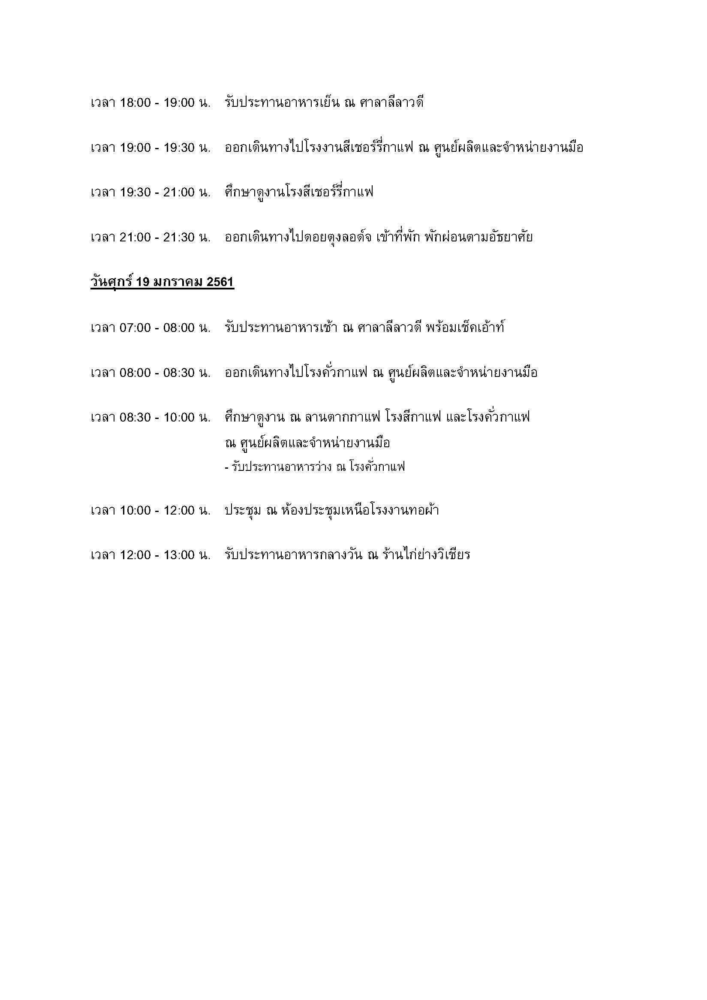 เวลา 18:00 - 19:00 น. รับประทานอาหารเย็น ณ ศาลาลีลาวดี
เวลา 19:00 - 19:30 น. ออกเดินทางไปโรงงานสีเชอร์รี่กาแฟ ณ ศูนย์ผลิตและจำหน่ายงานมือ
เวลา 19:30 - 21:00 น. ศึกษาดูงานโรงสีเชอร์รี่กาแฟ
เวลา 21:00 - 21:30 น. ออกเดินทางไปดอยตุงลอด์จ เข้าที่พัก พักผ่อนตามอัธยาศัย
วันศุกร์ 19 มกราคม 2561
เวลา 07:00 - 08:00 น. รับประทานอาหารเช้า ณ ศาลาลีลาวดี พร้อมเช็คเอ้าท์
เวลา 08:00 - 08:30 น. ออกเดินทางไปโรงคั่วกาแฟ ณ ศูนย์ผลิตและจำหน่ายงานมือ
เวลา 08:30 - 10:00 น. ศึกษาดูงาน ณ ลานตากกาแฟ โรงสีกาแฟ และโรงคั่วกาแฟ
ณ ศูนย์ผลิตและจำหน่ายงานมือ
- รับประทานอาหารว่าง ณ โรงคั่วกาแฟ
เวลา 10:00 - 12:00 น. ประชุม ณ ห้องประชุมเหนือโรงงานทอผ้า
เวลา 12:00 - 13:00 น. รับประทานอาหารกลางวัน ณ ร้านไก่ย่างวิเชียร